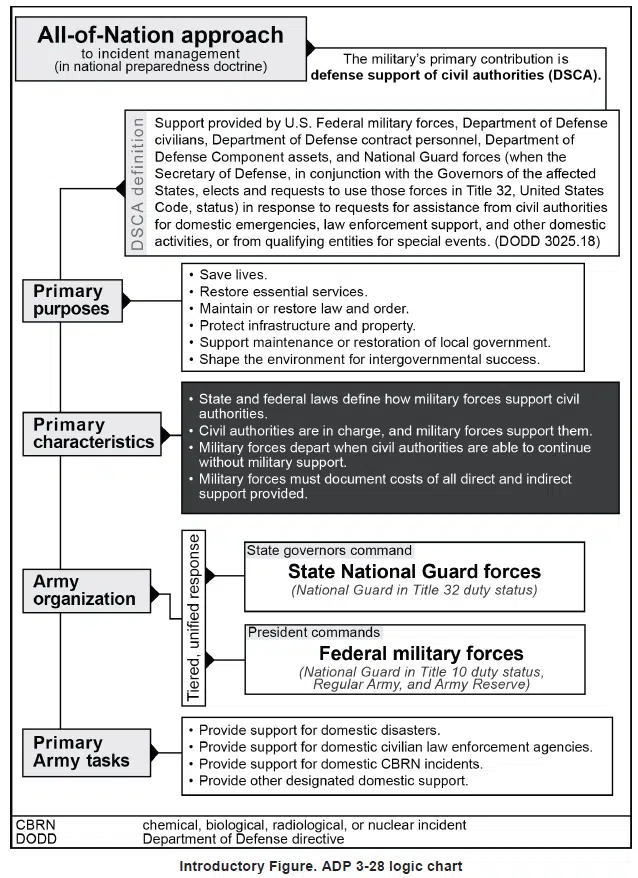 All-of-Nation approach
to incident management
(in national preparedness doctrine)
The military's primary contribution is
defense support of civil authorities (DSCA).
DSCA definition
Support provided by U.S. Federal military forces, Department of Defense
civilians, Department of Defense contract personnel, Department of
Defense Component assets, and National Guard forces (when the
Secretary of Defense, in conjunction with the Governors of the affected
States, elects and requests to use those forces in Title 32, United States
Code, status) in response to requests for assistance from civil authorities
for domestic emergencies, law enforcement support, and other domestic
activities, or from qualifying entities for special events. (DODD 3025.18)
Primary
purposes
• Save lives.
• Restore essential services.
• Maintain or restore law and order.
• Protect infrastructure and property.
• Support maintenance or restoration of local government.
• Shape the environment for intergovernmental success.
Primary
characteristics
• State and federal laws define how military forces support civil
authorities.
• Civil authorities are in charge, and military forces support them.
• Military forces depart when civil authorities are able to continue
without military support.
• Military forces must document costs of all direct and indirect
support provided.
Army
organization
Tiered, unified response
State governors command
State National Guard forces
(National Guard in Title 32 duty status)
President commands
Federal military forces
(National Guard in Title 10 duty status,
Regular Army, and Army Reserve)
Primary
Army tasks
• Provide support for domestic disasters.
• Provide support for domestic civilian law enforcement agencies.
• Provide support for domestic CBRN incidents.
• Provide other designated domestic support.
CBRN chemical, biological, radiological, or nuclear incident
DODD Department of Defense directive
Introductory Figure. ADP 3-28 logic chart